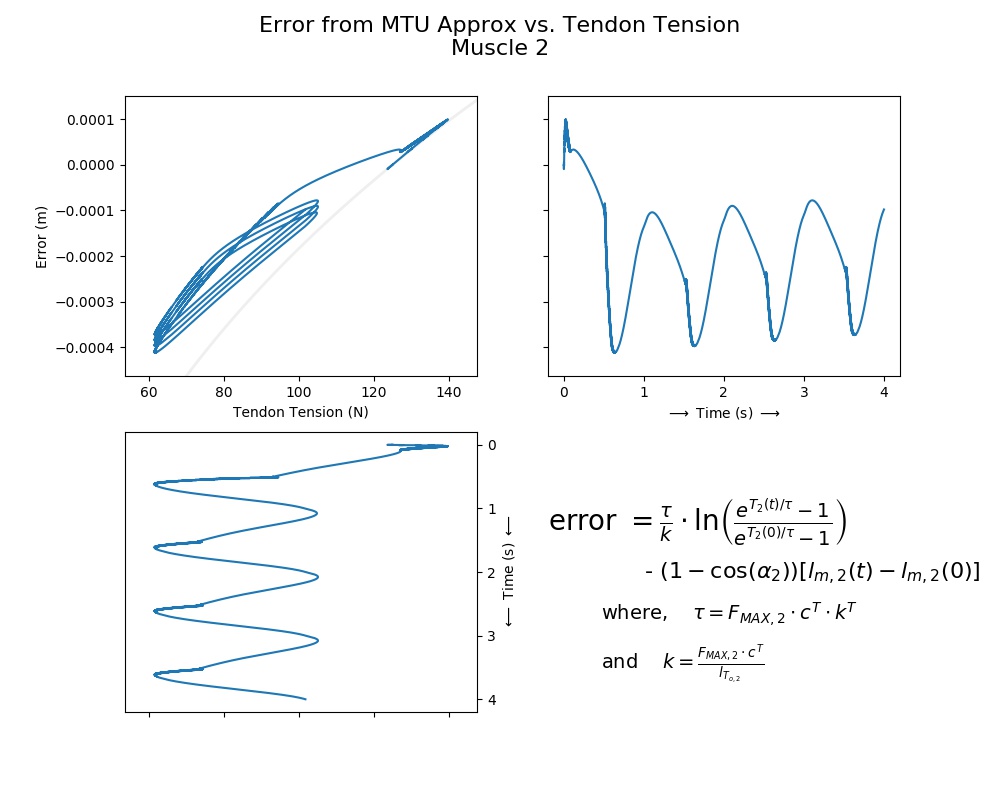 Error from MTU Approx vs. Tendon Tension
Muscle 2
0.0001
0.0000
−0.0001
−0.0002
−0.0003
−0.0004
Error (m)
60 80 100 120 140
Tendon Tension (N)
0 1 2 3 4
⟶ Time (s) ⟶
0
1
2
3
4
⟵ Time (s) ⟵
error = τ/k · ln((e^{T_2(t)/τ} − 1)/(e^{T_2(0)/τ} − 1))
- (1 − cos(α_2))[l_{m,2}(t) − l_{m,2}(0)]
where, τ = F_{MAX,2} · c^T · k^T
and k = (F_{MAX,2} · c^T)/l_{T_{o,2}}